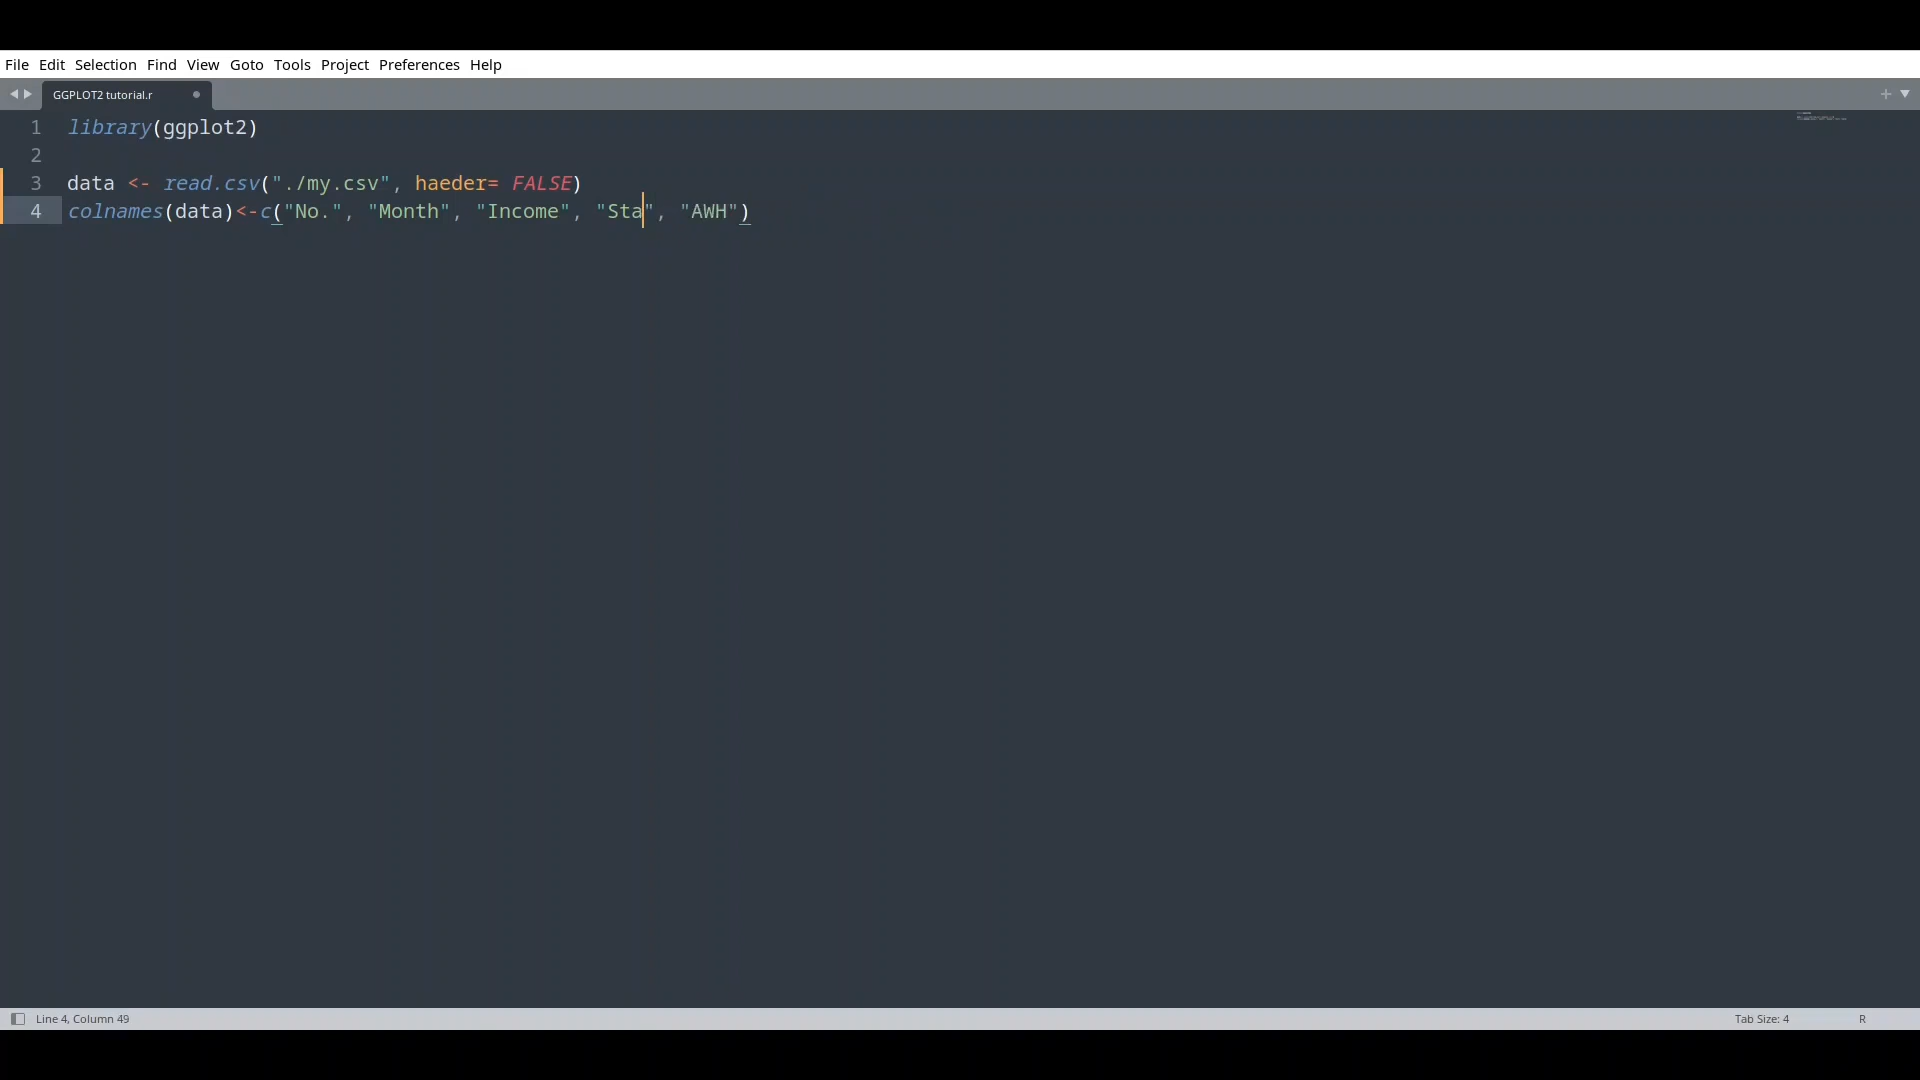 File Edit Selection Find View Goto Tools Project Preferences Help
GGPLOT2 tutorial.r
1 library(ggplot2)
2
3 data <- read.csv("./my.csv", haeder= FALSE)
4 colnames(data)<-c("No.", "Month", "Income", "Sta", "AWH")
Line 4, Column 49 Tab Size: 4 R